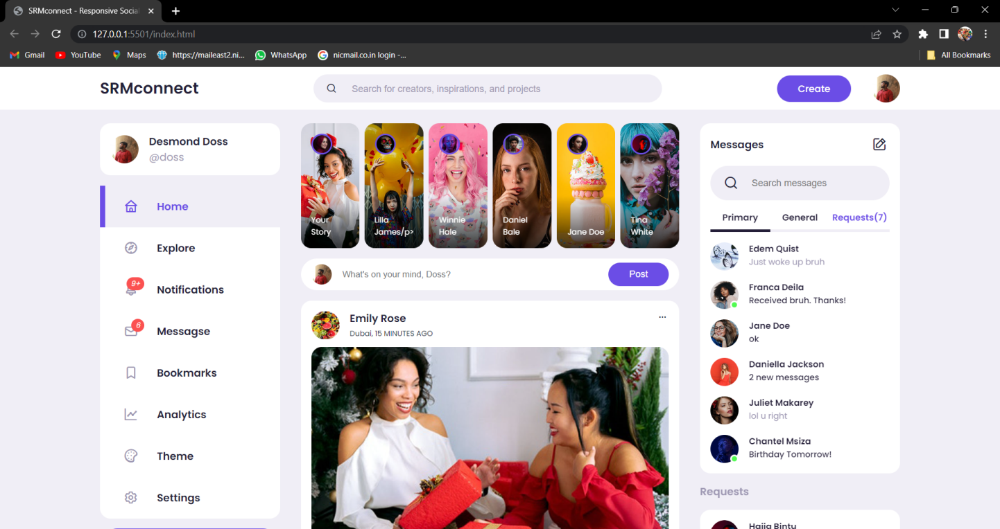 SRMconnect - Responsive Social
127.0.0.1:5501/index.html
Gmail
YouTube
Maps
https://maileast2.ni...
WhatsApp
nicmail.co.in login -...
All Bookmarks
SRMconnect
Search for creators, inspirations, and projects
Create
Desmond Doss
@doss
Home
Explore
9+
Notifications
6
Messagse
Bookmarks
Analytics
Theme
Settings
Your
Story
Lilla
James/p>
Winnie
Hale
Daniel
Bale
Jane Doe
Tina
White
What's on your mind, Doss?
Post
Emily Rose
Dubai, 15 MINUTES AGO
Messages
Search messages
Primary
General
Requests(7)
Edem Quist
Just woke up bruh
Franca Deila
Received bruh. Thanks!
Jane Doe
ok
Daniella Jackson
2 new messages
Juliet Makarey
lol u right
Chantel Msiza
Birthday Tomorrow!
Requests
Hajia Bintu